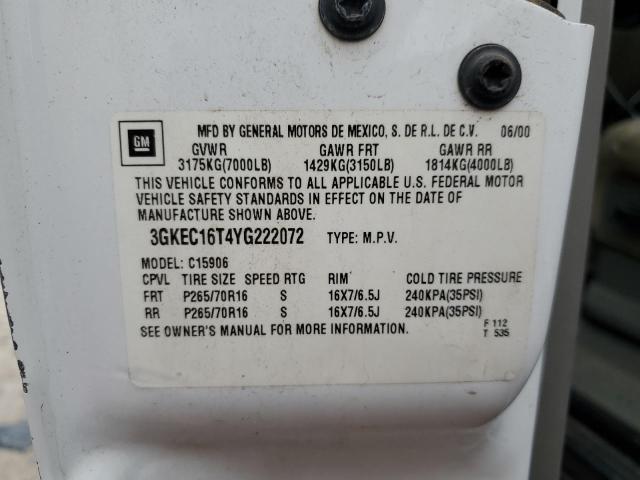 GM
MFD BY GENERAL MOTORS DE MEXICO, S. DE R.L. DE C.V. 06/00
GVWR GAWR FRT GAWR RR
3175KG(7000LB) 1429KG(3150LB) 1814KG(4000LB)
THIS VEHICLE CONFORMS TO ALL APPLICABLE U.S. FEDERAL MOTOR
VEHICLE SAFETY STANDARDS IN EFFECT ON THE DATE OF
MANUFACTURE SHOWN ABOVE.
3GKEC16T4YG222072 TYPE: M.P.V.
MODEL: C15906
CPVL TIRE SIZE SPEED RTG RIM COLD TIRE PRESSURE
FRT P265/70R16 S 16X7/6.5J 240KPA(35PSI)
RR P265/70R16 S 16X7/6.5J 240KPA(35PSI)
SEE OWNER'S MANUAL FOR MORE INFORMATION.
F 112
T 535